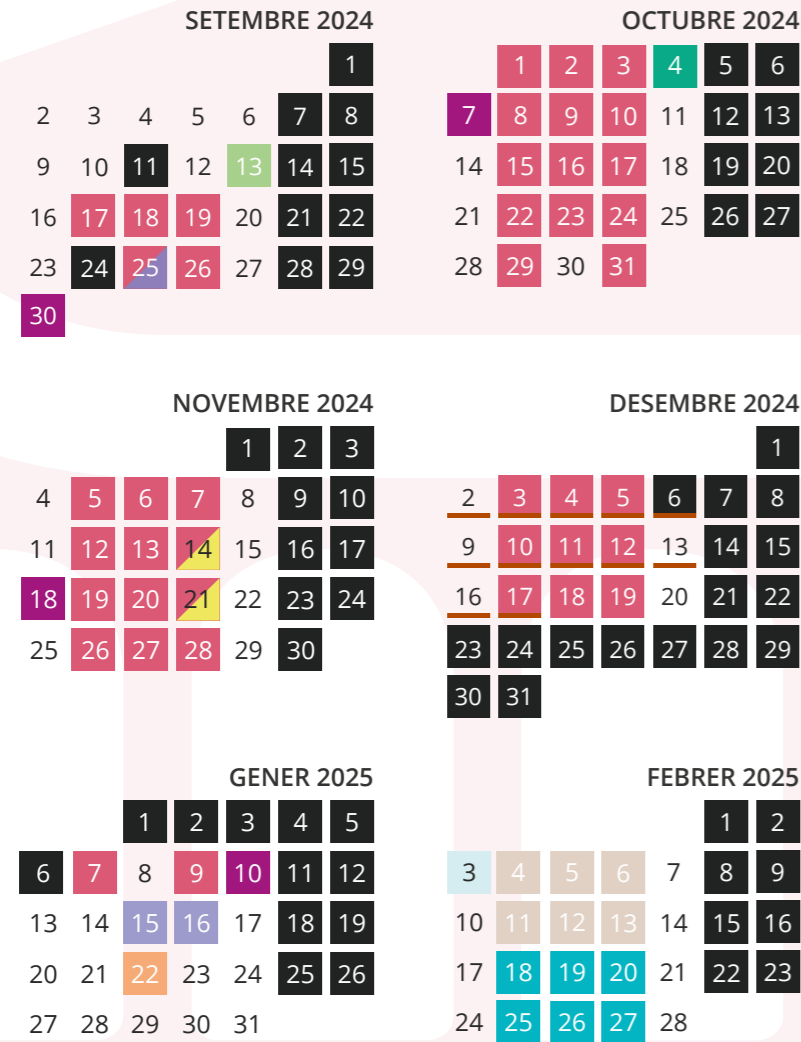 SETEMBRE 2024
1
2 3 4 5 6 7 8
9 10 11 12 13 14 15
16 17 18 19 20 21 22
23 24 25 26 27 28 29
30
OCTUBRE 2024
1 2 3 4 5 6
7 8 9 10 11 12 13
14 15 16 17 18 19 20
21 22 23 24 25 26 27
28 29 30 31
NOVEMBRE 2024
1 2 3
4 5 6 7 8 9 10
11 12 13 14 15 16 17
18 19 20 21 22 23 24
25 26 27 28 29 30
DESEMBRE 2024
1
2 3 4 5 6 7 8
9 10 11 12 13 14 15
16 17 18 19 20 21 22
23 24 25 26 27 28 29
30 31
GENER 2025
1 2 3 4 5
6 7 8 9 10 11 12
13 14 15 16 17 18 19
20 21 22 23 24 25 26
27 28 29 30 31
FEBRER 2025
1 2
3 4 5 6 7 8 9
10 11 12 13 14 15 16
17 18 19 20 21 22 23
24 25 26 27 28